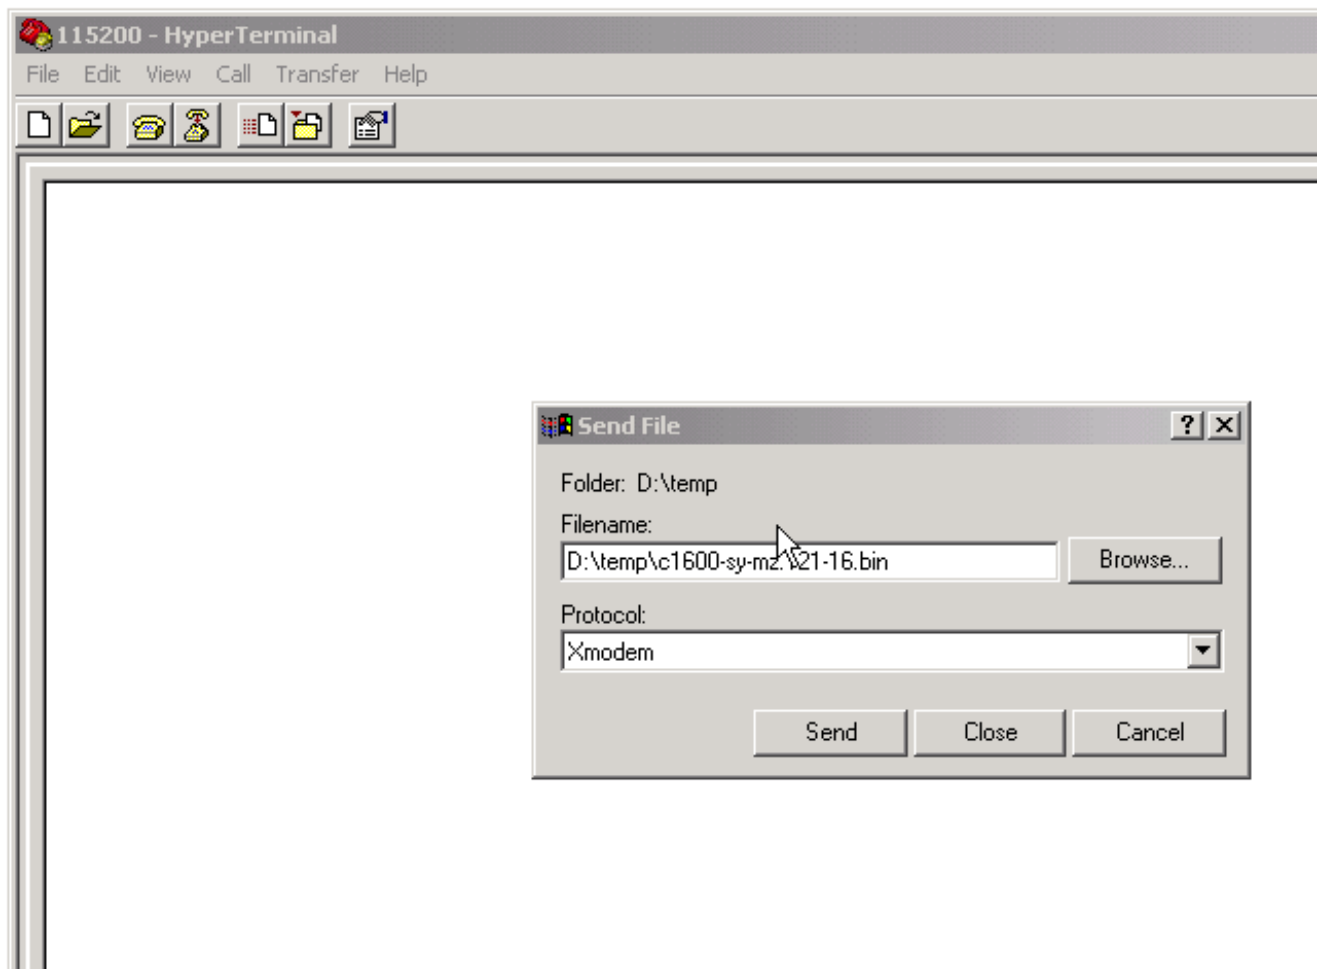 115200 - HyperTerminal
File Edit View Call Transfer Help
Send File
Folder: D:\temp
Filename:
Browse...
Protocol:
Xmodem
Send Close Cancel